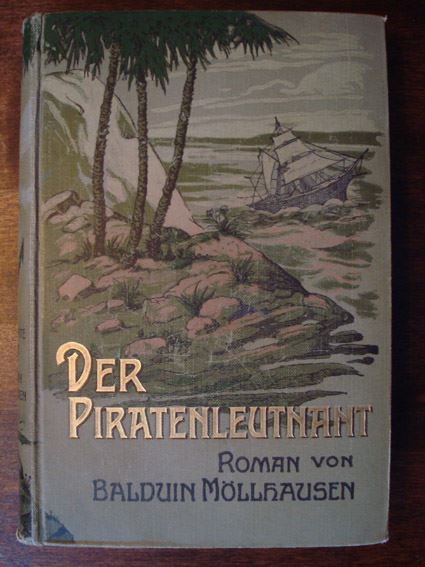 DER
PIRATENLEUTNANT
ROMAN VON
BALDUIN MÖLLHAUSEN